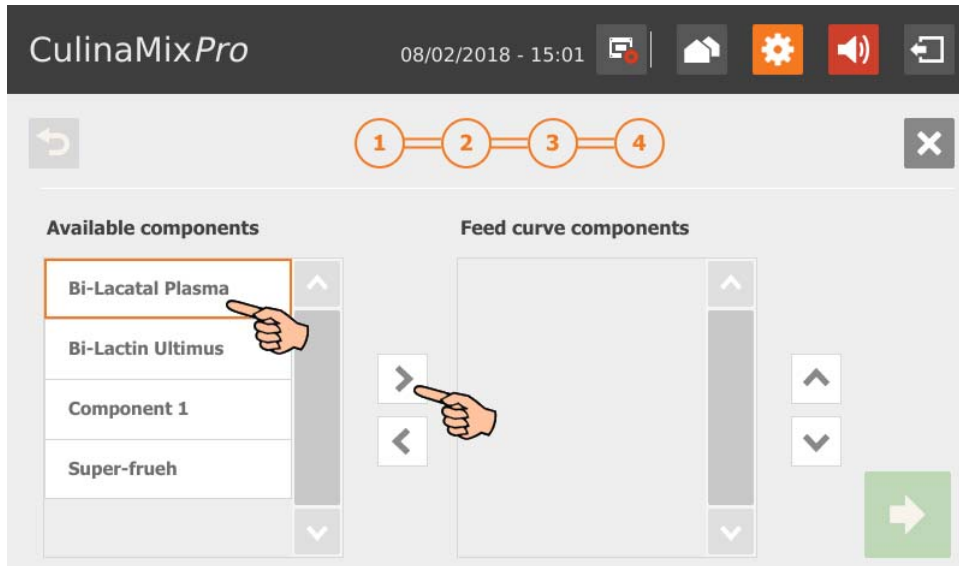 CulinaMixPro 08/02/2018 - 15:01
1 2 3 4
Available components Feed curve components
Bi-Lacatal Plasma
Bi-Lactin Ultimus
Component 1
Super-frueh